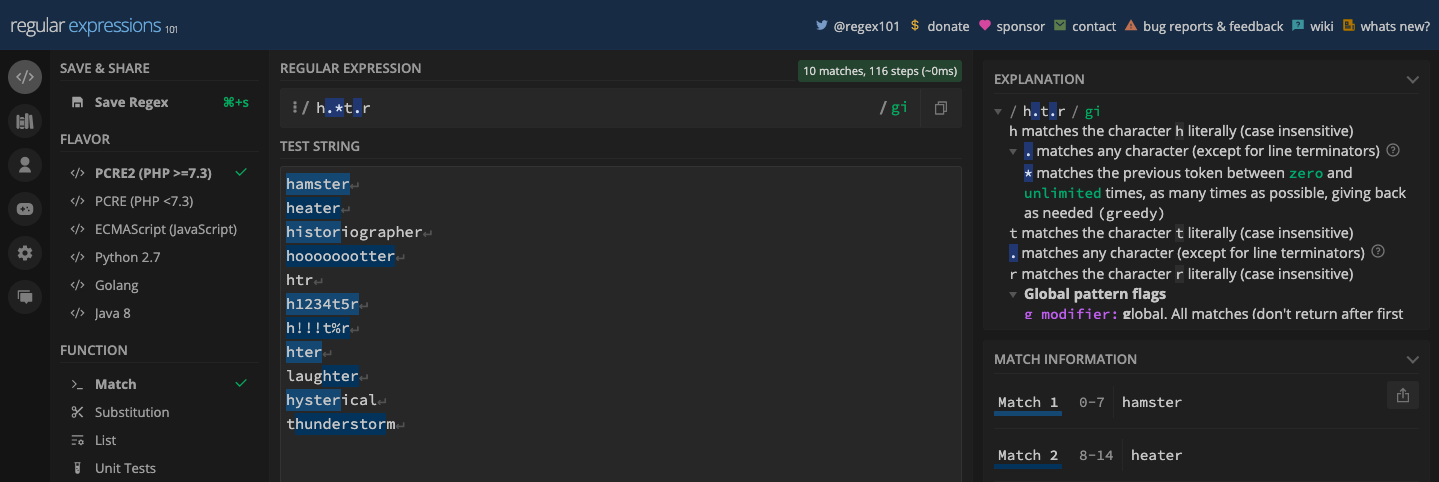 regular expressions 101
@regex101 $ donate sponsor contact bug reports & feedback wiki whats new?
SAVE & SHARE
Save Regex ⌘+s
FLAVOR
</> PCRE2 (PHP >=7.3)
</> PCRE (PHP <7.3)
</> ECMAScript (JavaScript)
</> Python 2.7
</> Golang
</> Java 8
FUNCTION
>_ Match
Substitution
List
Unit Tests
REGULAR EXPRESSION
10 matches, 116 steps (~0ms)
/ h.*t.r / gi
TEST STRING
hamster↵
heater↵
historiographer↵
hoooooootter↵
htr↵
h1234t5r↵
h!!!t%r↵
hter↵
laughter↵
hysterical↵
thunderstorm↵
EXPLANATION
/ h.t.r / gi
h matches the character h literally (case insensitive)
. matches any character (except for line terminators)
* matches the previous token between zero and
unlimited times, as many times as possible, giving back
as needed (greedy)
t matches the character t literally (case insensitive)
. matches any character (except for line terminators)
r matches the character r literally (case insensitive)
Global pattern flags
g modifier: global. All matches (don't return after first
MATCH INFORMATION
Match 1 0-7 hamster
Match 2 8-14 heater